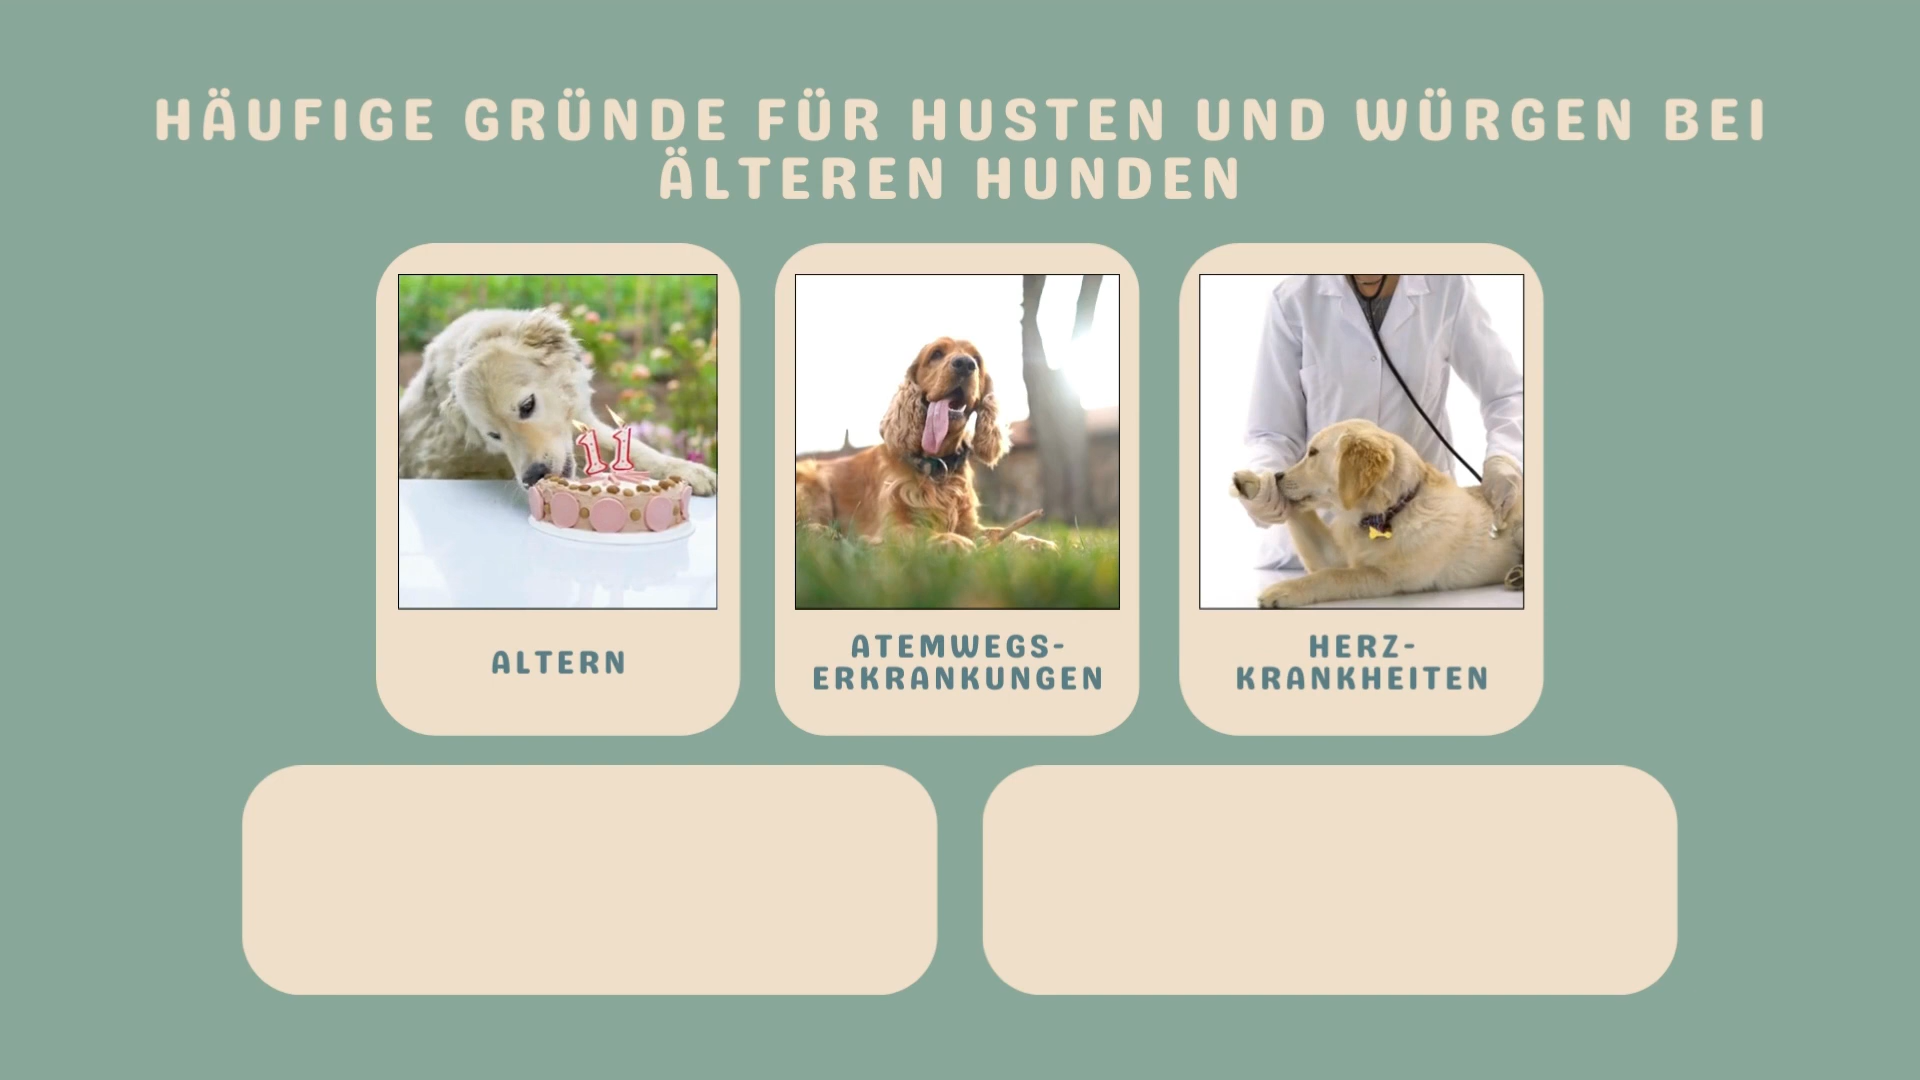 HÄUFIGE GRÜNDE FÜR HUSTEN UND WÜRGEN BEI
ÄLTEREN HUNDEN
11
ALTERN
ATEMWEGS-
ERKRANKUNGEN
HERZ-
KRANKHEITEN